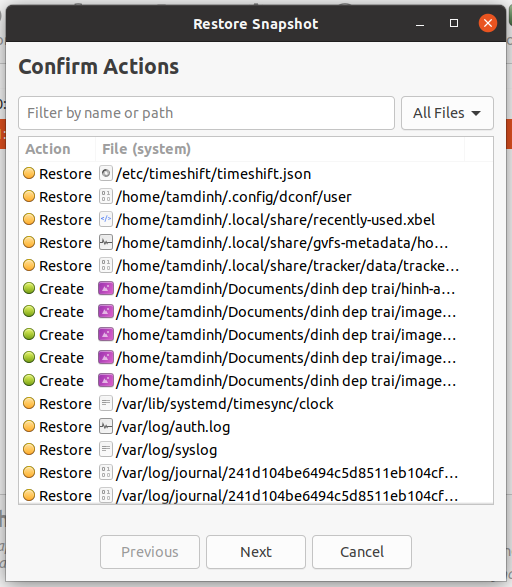 Restore Snapshot
Confirm Actions
Filter by name or path
All Files
Action File (system)
Restore /etc/timeshift/timeshift.json
Restore /home/tamdinh/.config/dconf/user
Restore /home/tamdinh/.local/share/recently-used.xbel
Restore /home/tamdinh/.local/share/gvfs-metadata/ho...
Restore /home/tamdinh/.local/share/tracker/data/tracke...
Create /home/tamdinh/Documents/dinh dep trai/hinh-a...
Create /home/tamdinh/Documents/dinh dep trai/image...
Create /home/tamdinh/Documents/dinh dep trai/image...
Create /home/tamdinh/Documents/dinh dep trai/image...
Create /home/tamdinh/Documents/dinh dep trai/image...
Restore /var/lib/systemd/timesync/clock
Restore /var/log/auth.log
Restore /var/log/syslog
Restore /var/log/journal/241d104be6494c5d8511eb104cf...
Restore /var/log/journal/241d104be6494c5d8511eb104cf...
Previous
Next
Cancel